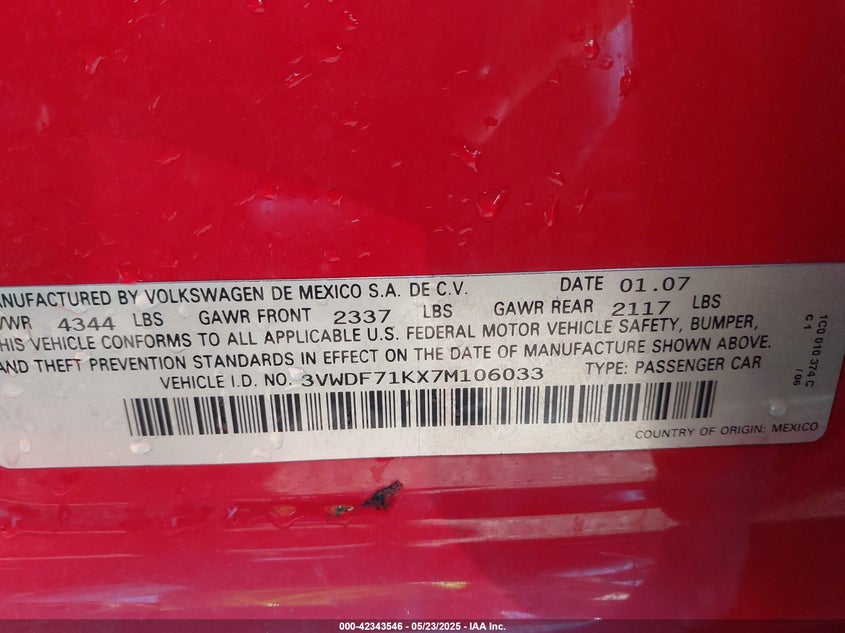 ANUFACTURED BY VOLKSWAGEN DE MEXICO S.A. DE C.V. DATE 01.07
VWR 4344 LBS GAWR FRONT 2337 LBS GAWR REAR 2117 LBS
HIS VEHICLE CONFORMS TO ALL APPLICABLE U.S. FEDERAL MOTOR VEHICLE SAFETY, BUMPER,
AND THEFT PREVENTION STANDARDS IN EFFECT ON THE DATE OF MANUFACTURE SHOWN ABOVE.
VEHICLE I.D. NO. 3VWDF71KX7M106033 TYPE: PASSENGER CAR
COUNTRY OF ORIGIN: MEXICO
1C0 010 374 C /06
C-1
000-42343546 - 05/23/2025 - IAA Inc.